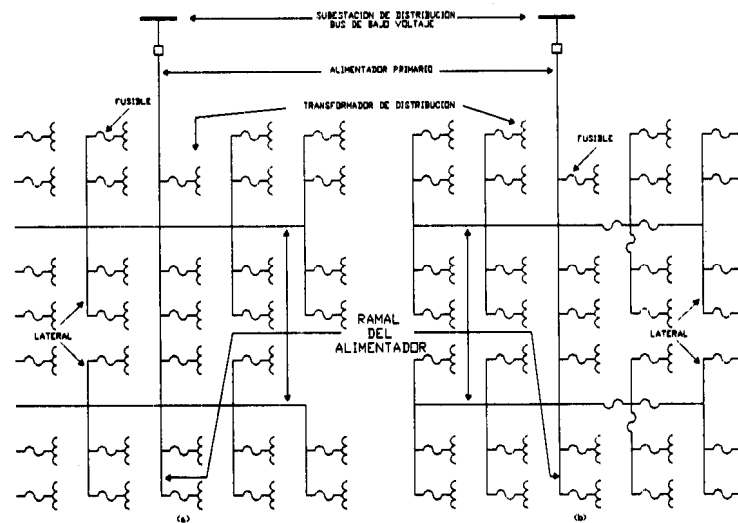 SUBESTACION DE DISTRIBUCION
BUS DE BAJO VOLTAJE
ALIMENTADOR PRIMARIO
FUSIBLE
TRANSFORMADOR DE DISTRIBUCION
FUSIBLE
RAMAL
DEL
ALIMENTADOR
LATERAL
LATERAL
(a)
(b)